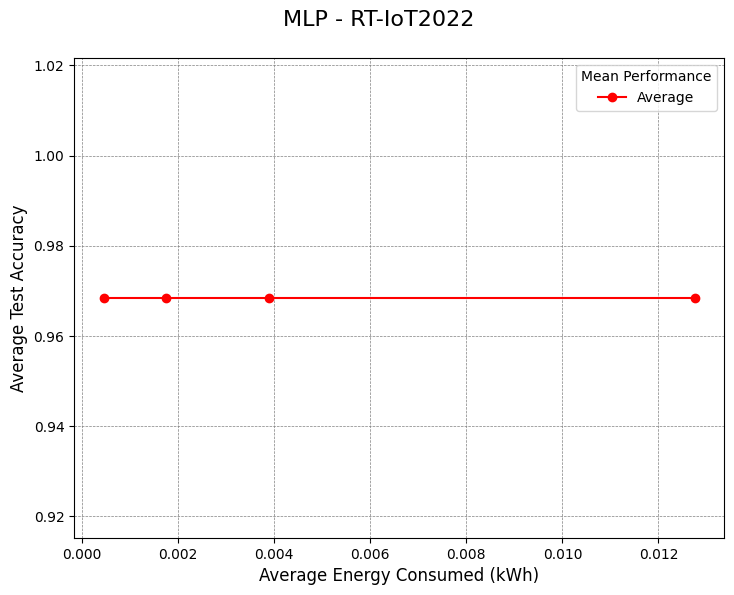 MLP - RT-IoT2022
Mean Performance
Average
1.02
1.00
0.98
0.96
0.94
0.92
Average Test Accuracy
0.000 0.002 0.004 0.006 0.008 0.010 0.012
Average Energy Consumed (kWh)